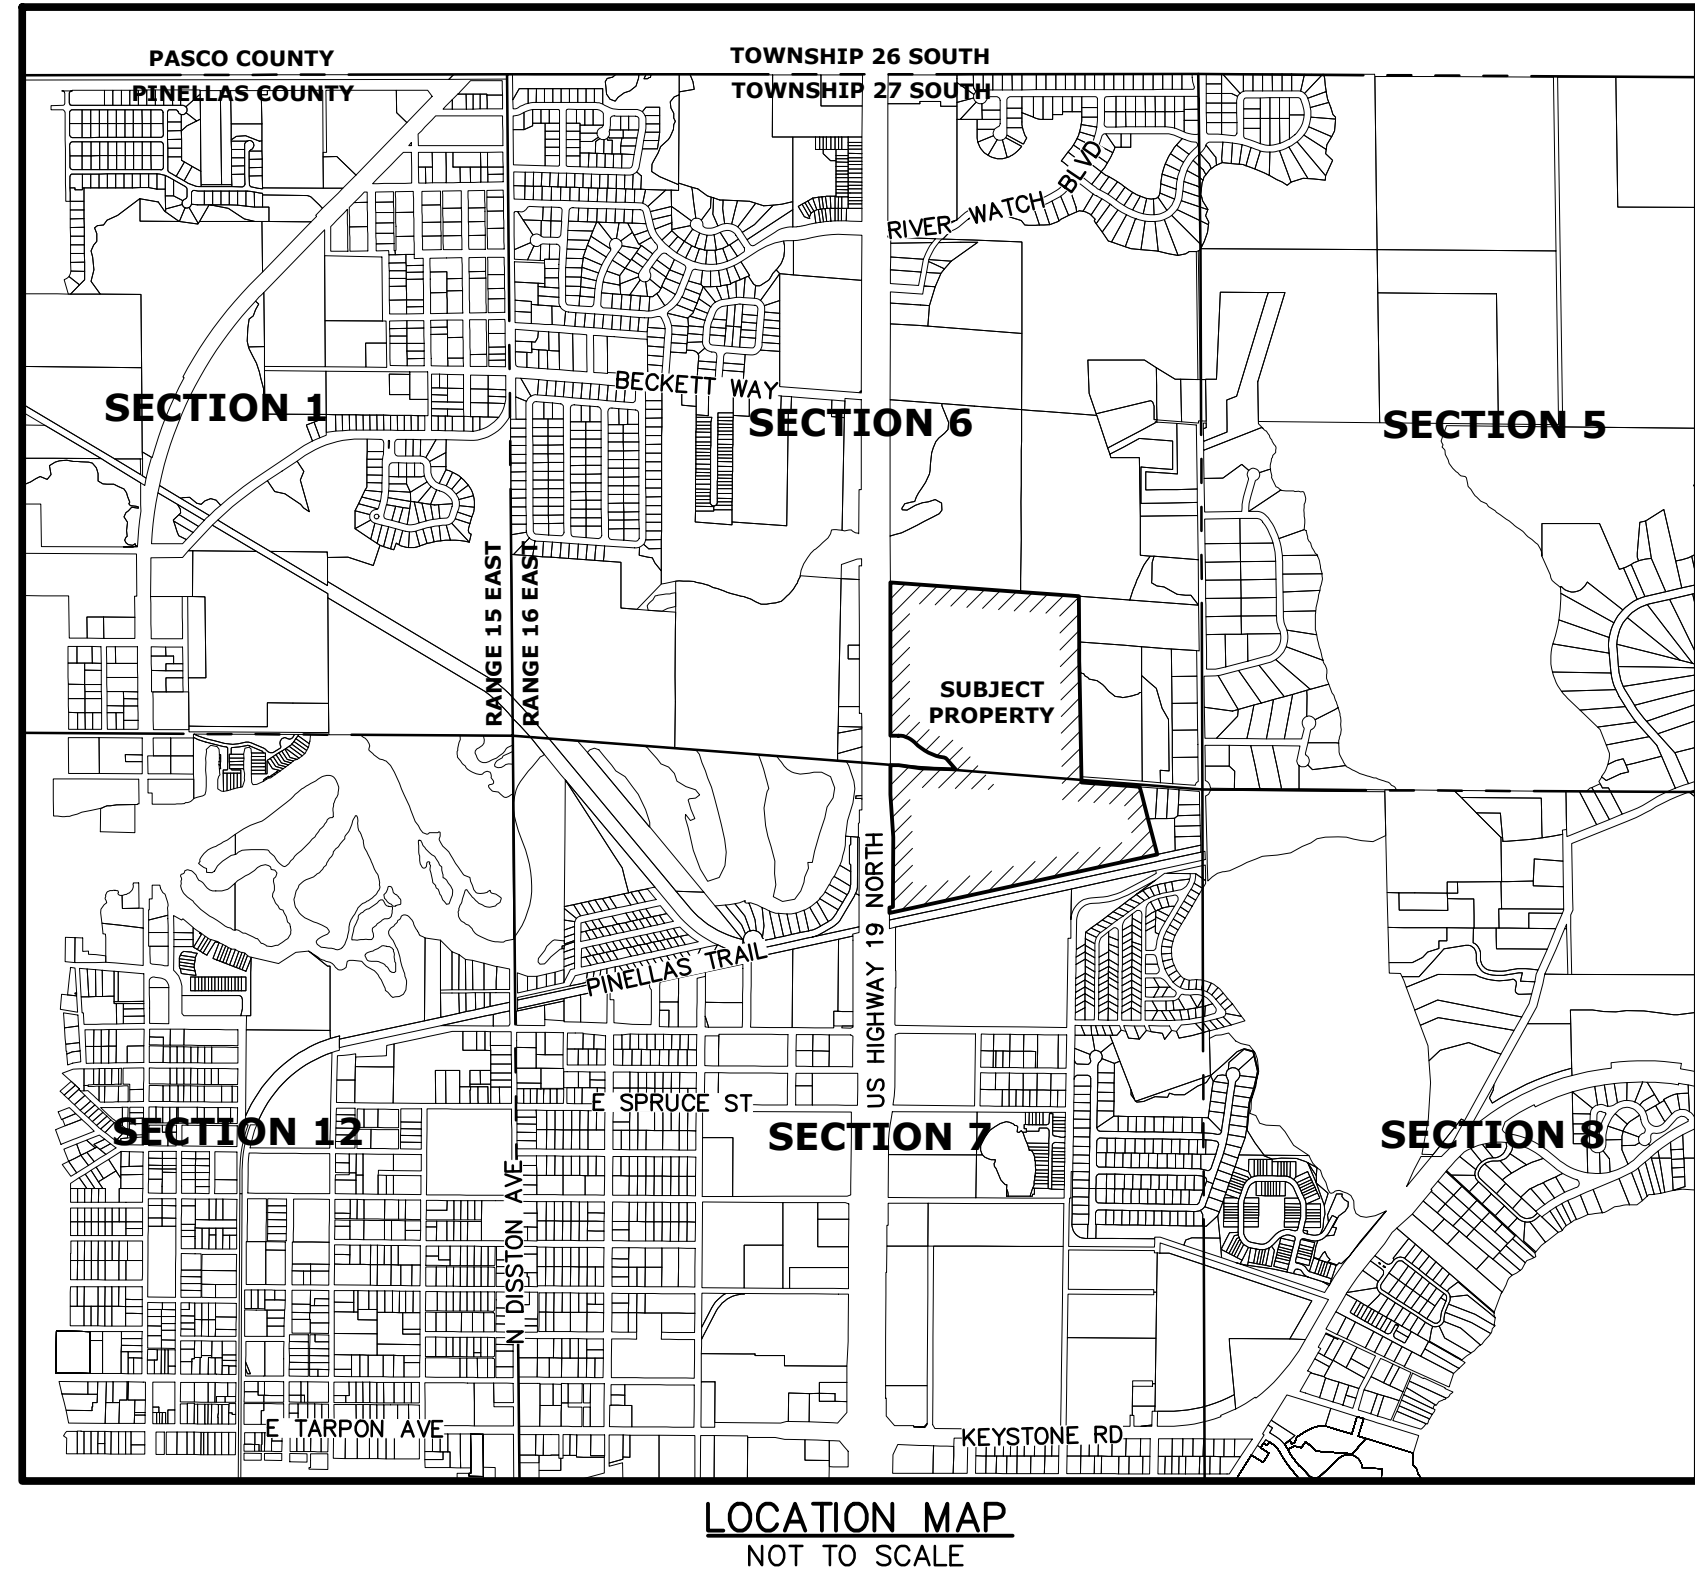 PASCO COUNTY
TOWNSHIP 26 SOUTH
PINELLAS COUNTY
TOWNSHIP 27 SOUTH
RIVER WATCH BLVD
BECKETT WAY
SECTION 1
SECTION 6
SECTION 5
RANGE 15 EAST
RANGE 16 EAST
SUBJECT
PROPERTY
US HIGHWAY 19 NORTH
PINELLAS TRAIL
E SPRUCE ST
SECTION 12
SECTION 7
SECTION 8
N DISSTON AVE
E TARPON AVE
KEYSTONE RD
LOCATION MAP
NOT TO SCALE